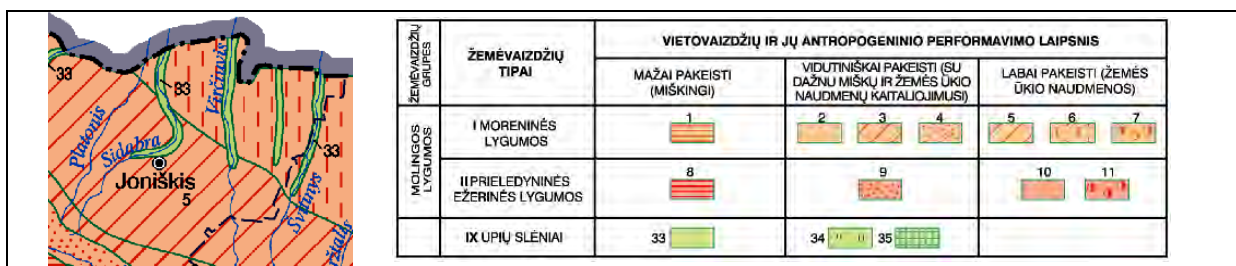 33
83
Platonis
Sidabra
Virčiuvis
Joniškis
5
33
Švitinys
ŽEMĖVAIZDŽIŲ
GRUPĖS
ŽEMĖVAIZDŽIŲ
TIPAI
VIETOVAIZDŽIŲ IR JŲ ANTROPOGENINIO PERFORMAVIMO LAIPSNIS
MAŽAI PAKEISTI
(MIŠKINGI)
VIDUTINIŠKAI PAKEISTI (SU
DAŽNU MIŠKŲ IR ŽEMĖS ŪKIO
NAUDMENŲ KAITALIOJIMUSI)
LABAI PAKEISTI (ŽEMĖS
ŪKIO NAUDMENOS)
MOLINGOS
LYGUMOS
I MORENINĖS
LYGUMOS
1
2 3 4
5 6 7
II PRIELEDYNINĖS
EŽERINĖS LYGUMOS
8
9
10 11
IX UPIŲ SLĖNIAI
33
34 35